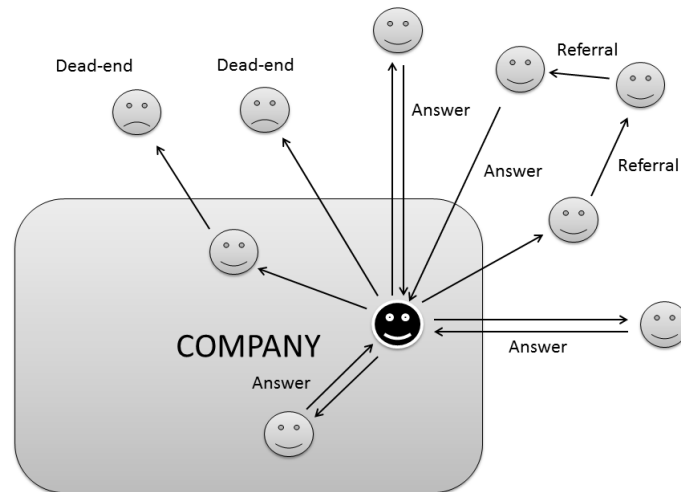 Dead-end
Dead-end
Referral
Answer
Answer
Referral
COMPANY
Answer
Answer